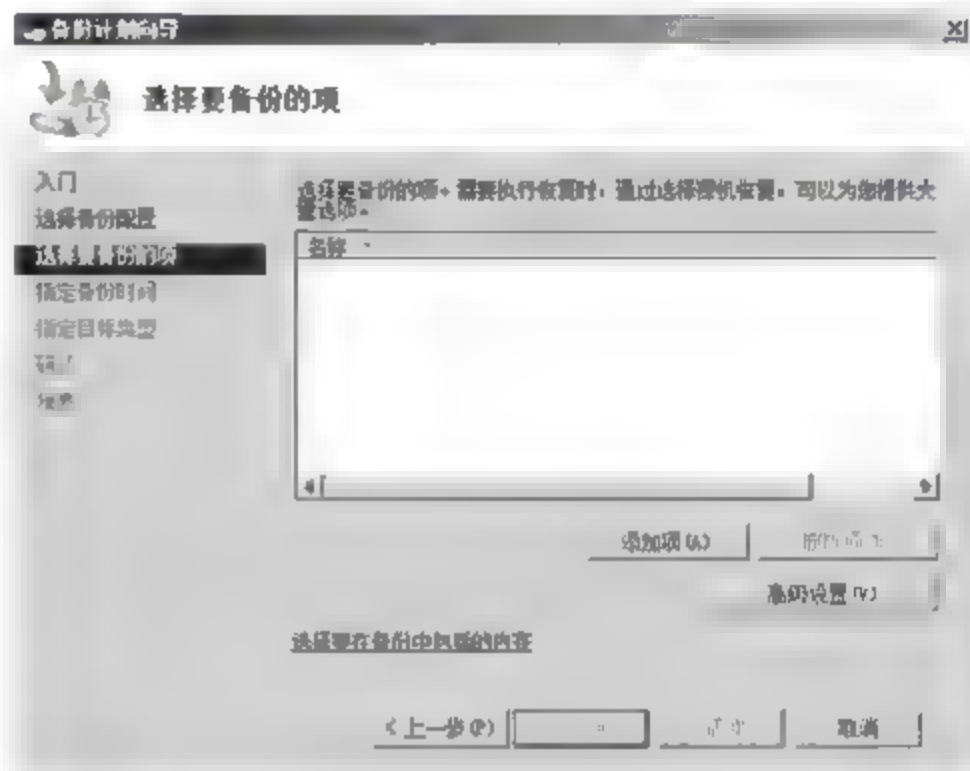 备份计划向导
选择要备份的项
入门
选择备份配置
选择要备份的项
指定备份时间
指定目标类型
确认
选择要备份的项。需要执行恢复时，通过选择裸机恢复，可以为您提供大
量选项。
名称
添加项(A)
删除项
高级设置(V)
选择要在备份中包括的内容
<上一步(P)
取消